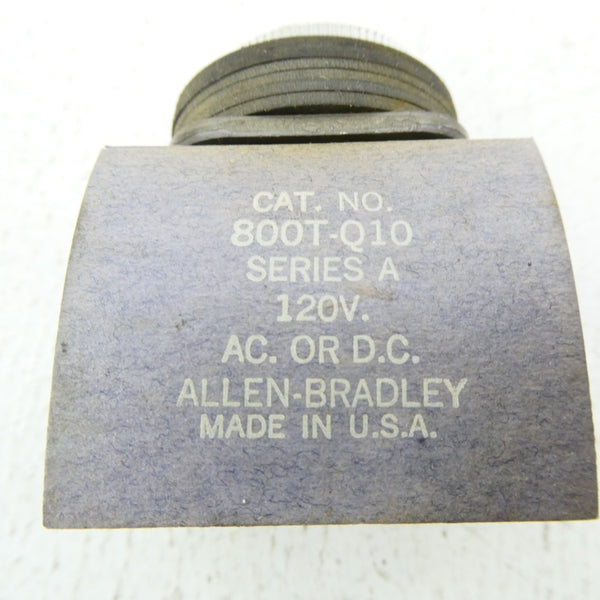 CAT. NO.
800T-Q10
SERIES A
120V.
AC. OR D.C.
ALLEN-BRADLEY
MADE IN U.S.A.